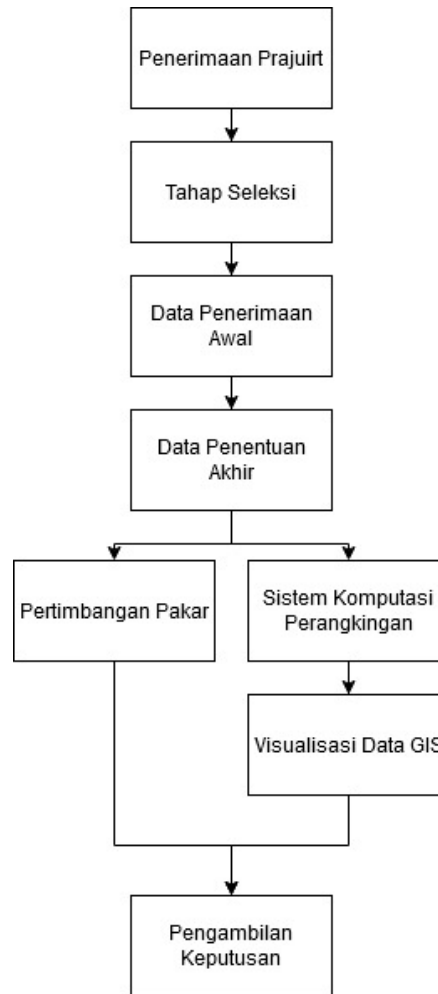 Penerimaan Prajuirt
Tahap Seleksi
Data Penerimaan
Awal
Data Penentuan
Akhir
Pertimbangan Pakar
Sistem Komputasi
Perangkingan
Visualisasi Data GIS
Pengambilan
Keputusan